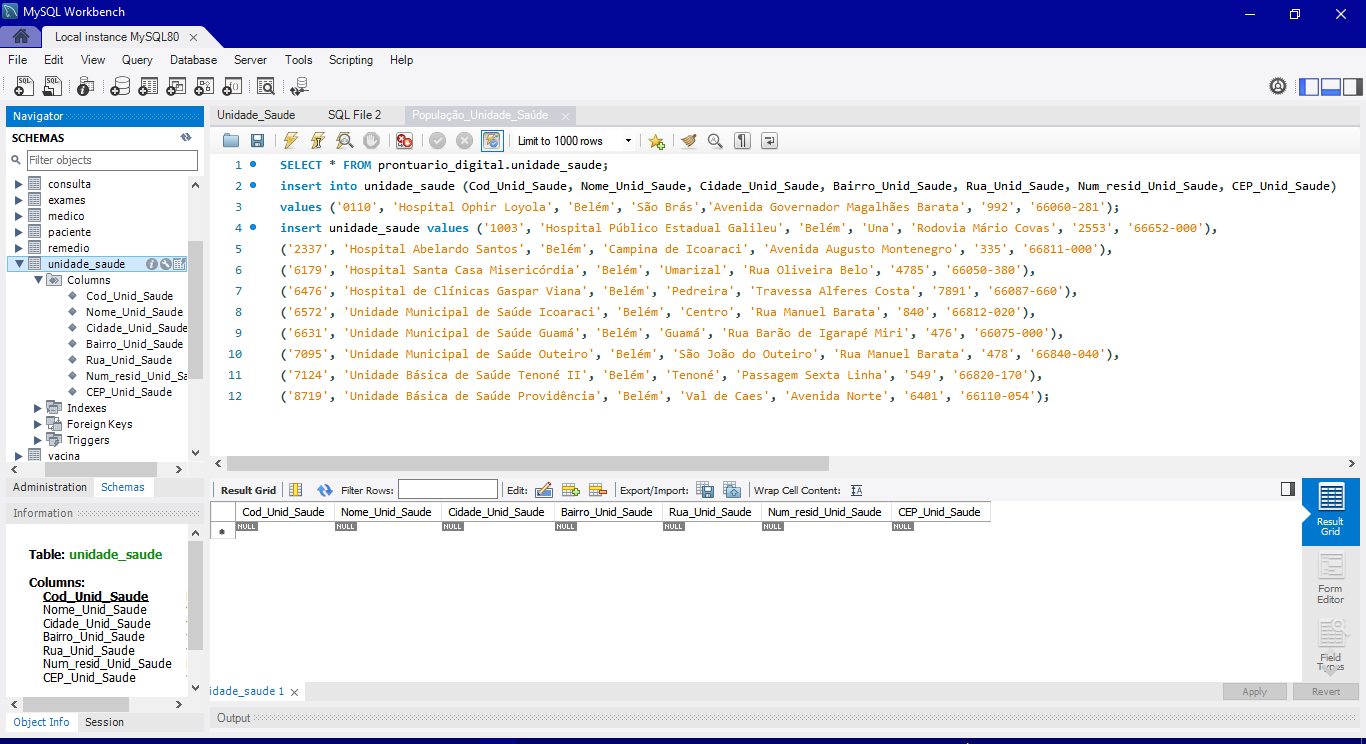 MySQL Workbench
Local instance MySQL80
File Edit View Query Database Server Tools Scripting Help
Navigator
SCHEMAS
Filter objects
consulta
exames
medico
paciente
remedio
unidade_saude
Columns
Cod_Unid_Saude
Nome_Unid_Saude
Cidade_Unid_Saude
Bairro_Unid_Saude
Rua_Unid_Saude
Num_resid_Unid_Sa
CEP_Unid_Saude
Indexes
Foreign Keys
Triggers
vacina
Administration Schemas
Information
Table: unidade_saude
Columns:
Cod_Unid_Saude
Nome_Unid_Saude
Cidade_Unid_Saude
Bairro_Unid_Saude
Rua_Unid_Saude
Num_resid_Unid_Saude
CEP_Unid_Saude
Object Info Session
Unidade_Saude SQL File 2 População_Unidade_Saúde
Limit to 1000 rows
1 SELECT * FROM prontuario_digital.unidade_saude;
2 insert into unidade_saude (Cod_Unid_Saude, Nome_Unid_Saude, Cidade_Unid_Saude, Bairro_Unid_Saude, Rua_Unid_Saude, Num_resid_Unid_Saude, CEP_Unid_Saude)
3 values ('0110', 'Hospital Ophir Loyola', 'Belém', 'São Brás','Avenida Governador Magalhães Barata', '992', '66060-281');
4 insert unidade_saude values ('1003', 'Hospital Público Estadual Galileu', 'Belém', 'Una', 'Rodovia Mário Covas', '2553', '66652-000'),
5 ('2337', 'Hospital Abelardo Santos', 'Belém', 'Campina de Icoaraci', 'Avenida Augusto Montenegro', '335', '66811-000'),
6 ('6179', 'Hospital Santa Casa Misericórdia', 'Belém', 'Umarizal', 'Rua Oliveira Belo', '4785', '66050-380'),
7 ('6476', 'Hospital de Clínicas Gaspar Viana', 'Belém', 'Pedreira', 'Travessa Alferes Costa', '7891', '66087-660'),
8 ('6572', 'Unidade Municipal de Saúde Icoaraci', 'Belém', 'Centro', 'Rua Manuel Barata', '840', '66812-020'),
9 ('6631', 'Unidade Municipal de Saúde Guamá', 'Belém', 'Guamá', 'Rua Barão de Igarapé Miri', '476', '66075-000'),
10 ('7095', 'Unidade Municipal de Saúde Outeiro', 'Belém', 'São João do Outeiro', 'Rua Manuel Barata', '478', '66840-040'),
11 ('7124', 'Unidade Básica de Saúde Tenoné II', 'Belém', 'Tenoné', 'Passagem Sexta Linha', '549', '66820-170'),
12 ('8719', 'Unidade Básica de Saúde Providência', 'Belém', 'Val de Caes', 'Avenida Norte', '6401', '66110-054');
Result Grid Filter Rows: Edit: Export/Import: Wrap Cell Content:
Cod_Unid_Saude Nome_Unid_Saude Cidade_Unid_Saude Bairro_Unid_Saude Rua_Unid_Saude Num_resid_Unid_Saude CEP_Unid_Saude
NULL NULL NULL NULL NULL NULL NULL
Result
Grid
Form
Editor
Field
Types
idade_saude 1
Apply Revert
Output